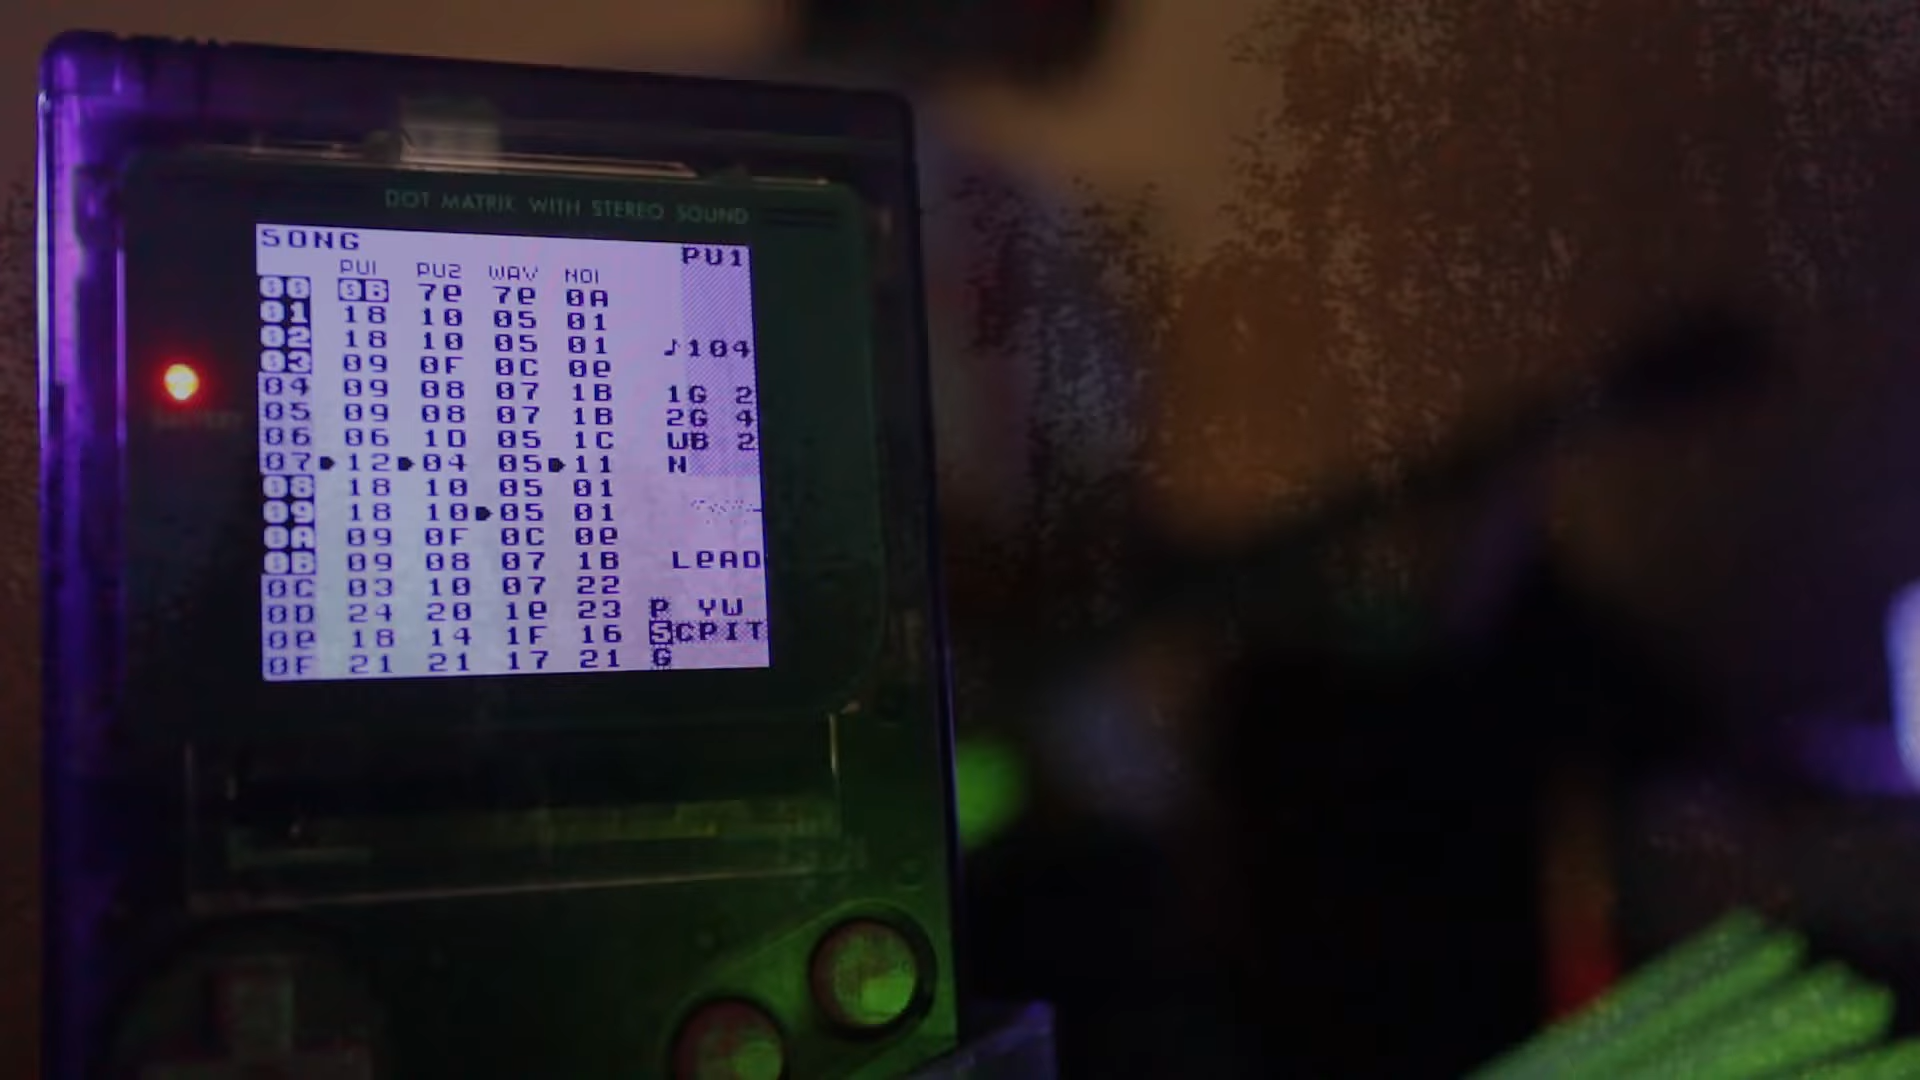 DOT MATRIX WITH STEREO SOUND
SONG PU1
PU1 PU2 WAV NOI
00 0B 7e 7e 0A
01 18 10 05 01
02 18 10 05 01 ♪104
03 09 0F 0C 0e
04 09 08 07 1B 1G 2
05 09 08 07 1B 2G 4
06 06 1D 05 1C WB 2
07 12 04 05 11 N
08 18 10 05 01
09 18 10 05 01
0A 09 0F 0C 0e
0B 09 08 07 1B LeAD
0C 03 10 07 22
0D 24 20 1e 23 P YW
0e 18 14 1F 16 SCPIT
0F 21 21 17 21 G